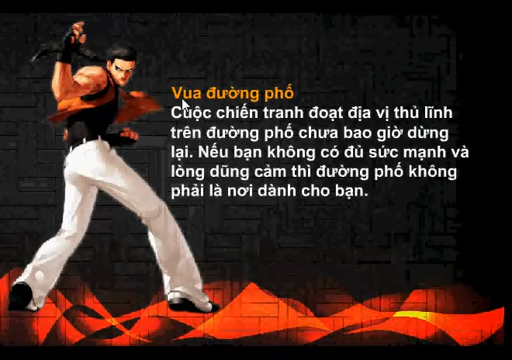 Vua đường phố
Cuộc chiến tranh đoạt địa vị thủ lĩnh
trên đường phố chưa bao giờ dừng
lại. Nếu bạn không có đủ sức mạnh và
lòng dũng cảm thì đường phố không
phải là nơi dành cho bạn.